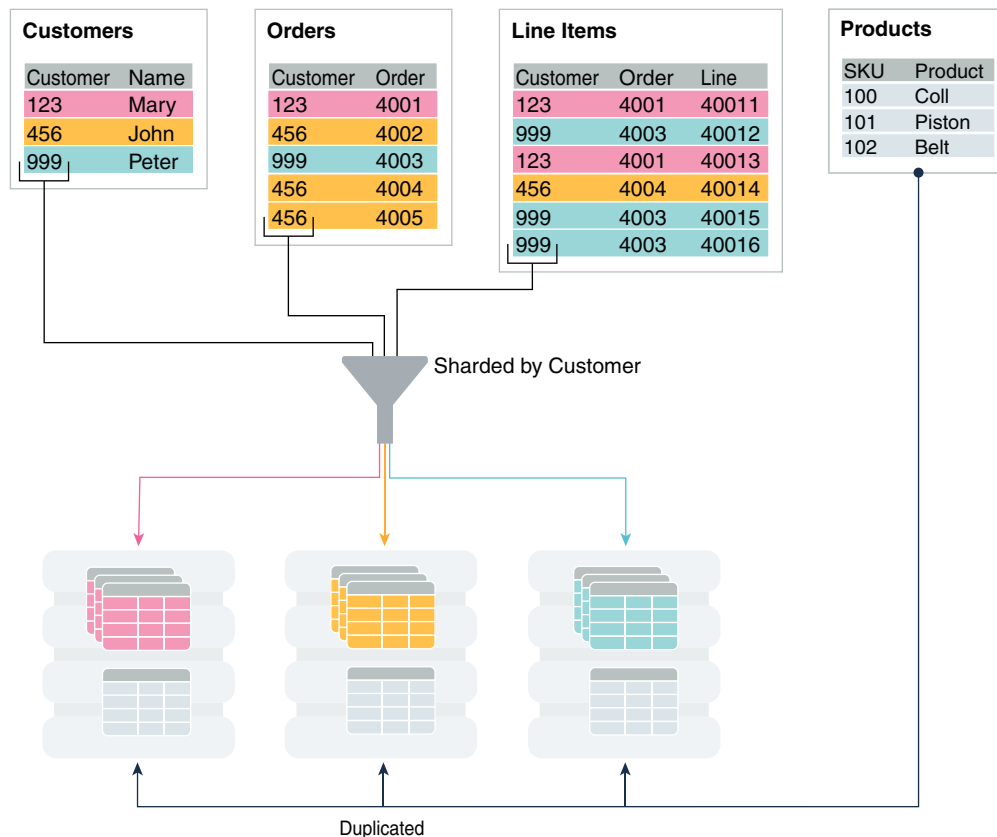 Customers
Customer Name
123 Mary
456 John
999 Peter
Orders
Customer Order
123 4001
456 4002
999 4003
456 4004
456 4005
Line Items
Customer Order Line
123 4001 40011
999 4003 40012
123 4001 40013
456 4004 40014
999 4003 40015
999 4003 40016
Products
SKU Product
100 Coll
101 Piston
102 Belt
Sharded by Customer
Duplicated